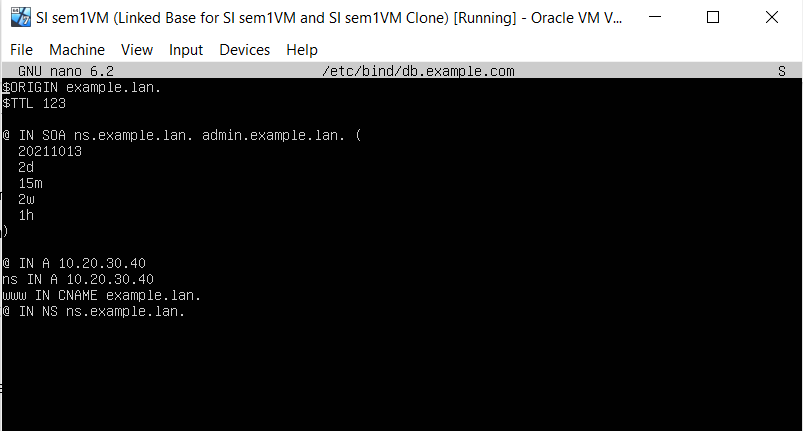 SI sem1VM (Linked Base for SI sem1VM and SI sem1VM Clone) [Running] - Oracle VM V...
File Machine View Input Devices Help
GNU nano 6.2 /etc/bind/db.example.com S
$ORIGIN example.lan.
$TTL 123
@ IN SOA ns.example.lan. admin.example.lan. (
20211013
2d
15m
2w
1h
)
@ IN A 10.20.30.40
ns IN A 10.20.30.40
www IN CNAME example.lan.
@ IN NS ns.example.lan.